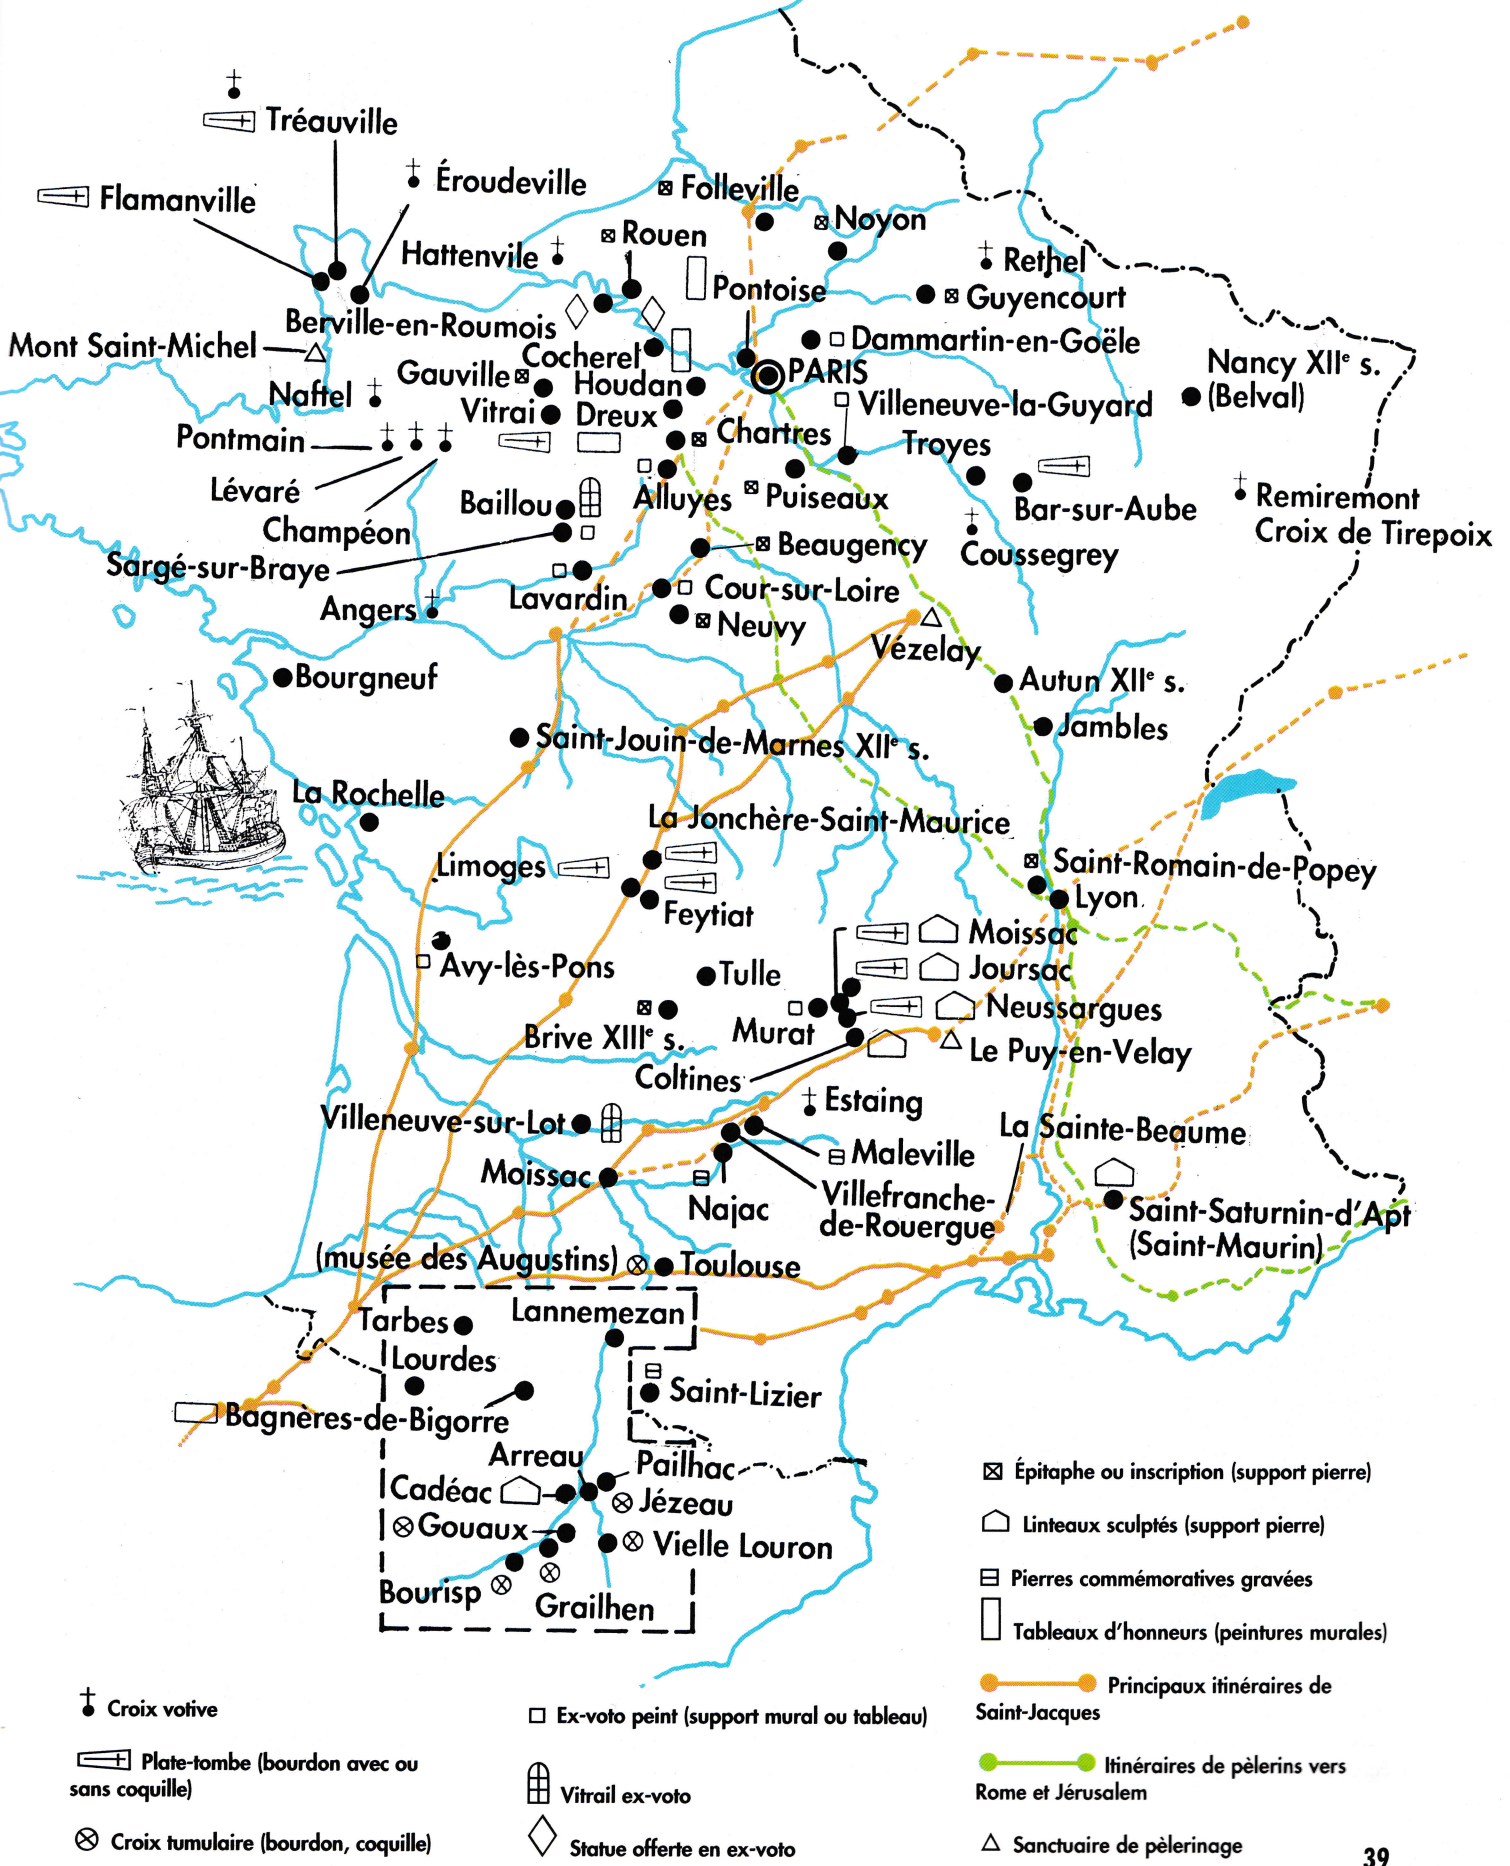 Tréauville
Flamanville
Éroudeville
Folleville
Noyon
Rouen
Hattenvile
Rethel
Pontoise
Guyencourt
Berville-en-Roumois
Mont Saint-Michel
Cocherel
Dammartin-en-Goële
Nancy XIIe s.
(Belval)
PARIS
Gauville
Houdan
Naftel
Vitrai
Dreux
Villeneuve-la-Guyard
Pontmain
Chartres
Troyes
Lévaré
Baillou
Alluyes
Puiseaux
Bar-sur-Aube
Remiremont
Croix de Tirepoix
Champéon
Beaugency
Coussegrey
Sargé-sur-Braye
Lavardin
Cour-sur-Loire
Angers
Neuvy
Vézelay
Bourgneuf
Autun XIIe s.
Jambles
Saint-Jouin-de-Marnes XIIe s.
La Rochelle
La Jonchère-Saint-Maurice
Limoges
Saint-Romain-de-Popey
Lyon
Feytiat
Moissac
Avy-lès-Pons
Tulle
Joursac
Neussargues
Brive XIIIe s.
Murat
Le Puy-en-Velay
Coltines
Estaing
Villeneuve-sur-Lot
La Sainte-Beaume
Maleville
Moissac
Villefranche-
de-Rouergue
Najac
Saint-Saturnin-d'Apt
(Saint-Maurin)
(musée des Augustins)
Toulouse
Tarbes
Lannemezan
Lourdes
Saint-Lizier
Bagnères-de-Bigorre
Arreau
Pailhac
Cadéac
Jézeau
Gouaux
Vielle Louron
Bourisp
Grailhen
Épitaphe ou inscription (support pierre)
Linteaux sculptés (support pierre)
Pierres commémoratives gravées
Tableaux d'honneurs (peintures murales)
Principaux itinéraires de
Saint-Jacques
Itinéraires de pèlerins vers
Rome et Jérusalem
Sanctuaire de pèlerinage
Croix votive
Plate-tombe (bourdon avec ou
sans coquille)
Croix tumulaire (bourdon, coquille)
Ex-voto peint (support mural ou tableau)
Vitrail ex-voto
Statue offerte en ex-voto
39